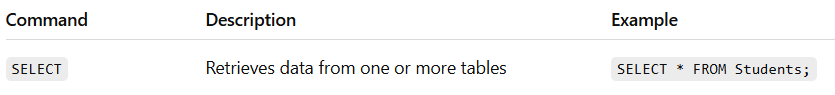 Command Description Example
SELECT Retrieves data from one or more tables SELECT * FROM Students;